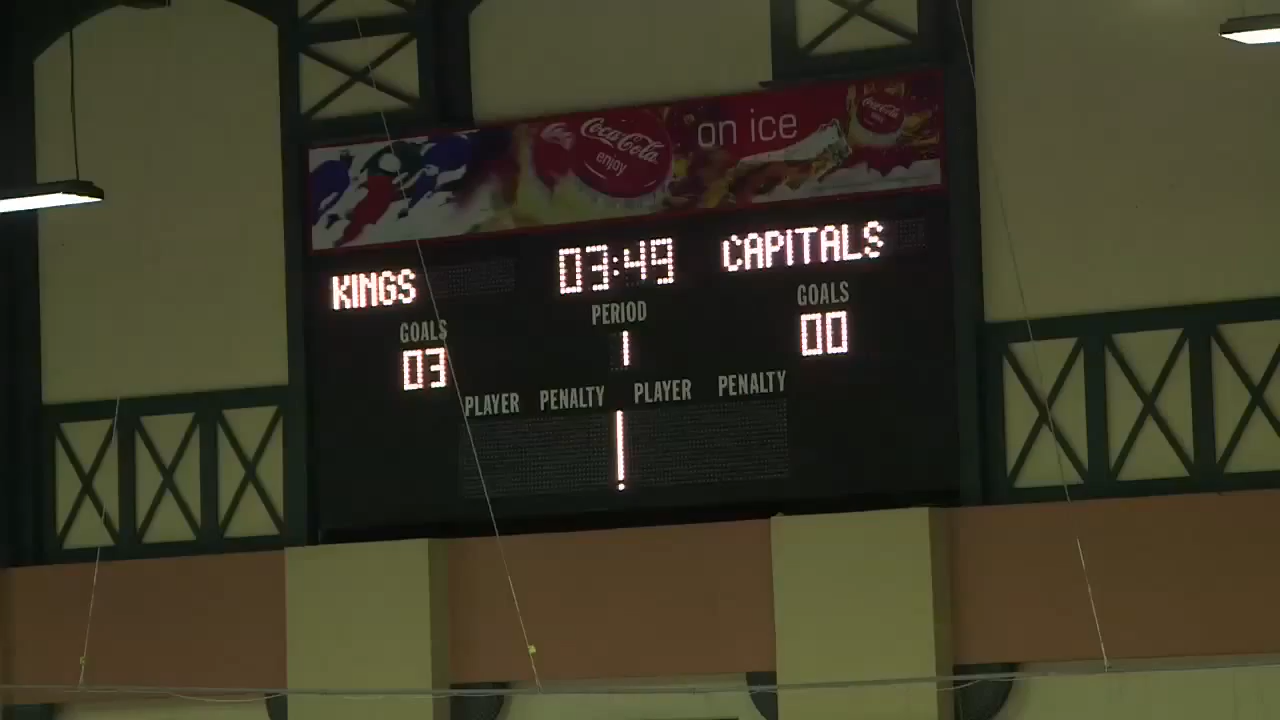 Coca-Cola
enjoy
on ice
Coca-Cola
KINGS
03:49
CAPITALS
GOALS
PERIOD
GOALS
03
1
00
PLAYER PENALTY PLAYER PENALTY